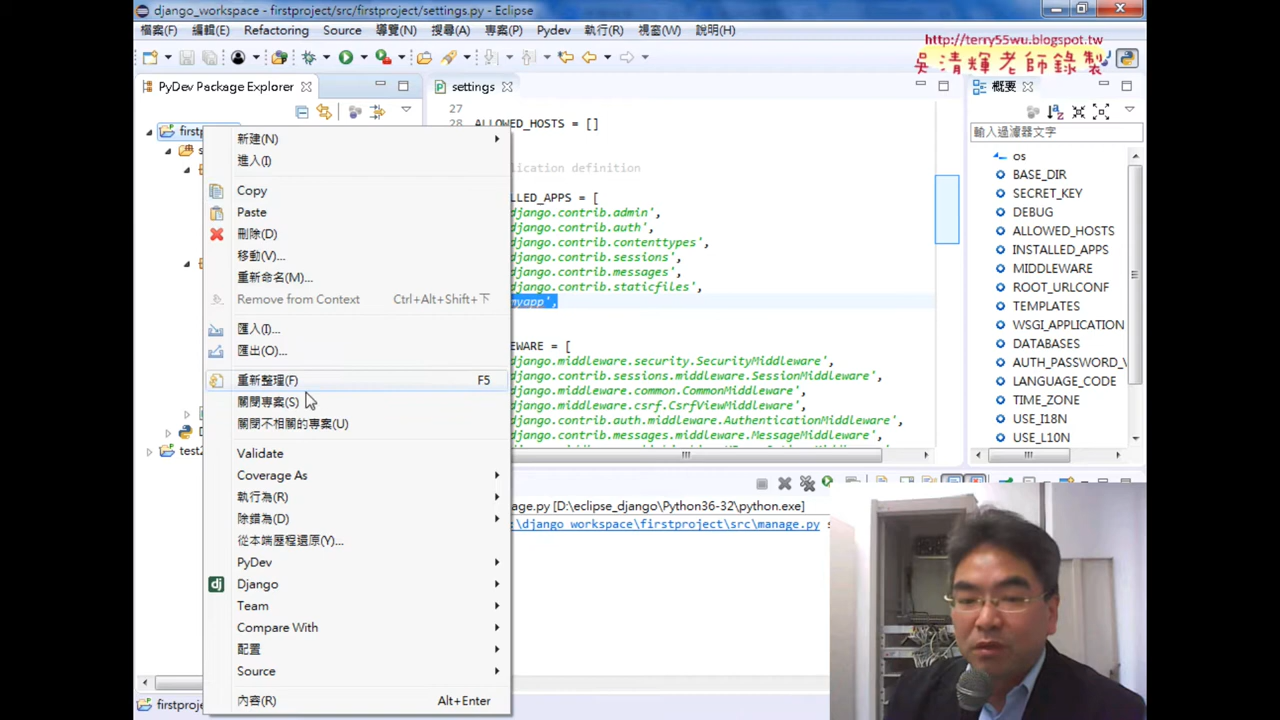 django_workspace - firstproject/src/firstproject/settings.py - Eclipse
檔案(F) 編輯(E) Refactoring Source 導覽(N) 搜尋(A) 專案(P) Pydev 執行(R) 視窗(W) 說明(H)
http://terry55wu.blogspot.tw
吳清輝老師錄製
PyDev Package Explorer
firstp
test2
firstproje
新建(N)
進入(I)
Copy
Paste
刪除(D)
移動(V)...
重新命名(M)...
Remove from Context Ctrl+Alt+Shift+下
匯入(I)...
匯出(O)...
重新整理(F) F5
關閉專案(S)
關閉不相關的專案(U)
Validate
Coverage As
執行為(R)
除錯為(D)
從本端歷程還原(Y)...
PyDev
Django
Team
Compare With
配置
Source
內容(R) Alt+Enter
settings
27
28 ALLOWED_HOSTS = []
ication definition
LLED_APPS = [
django.contrib.admin',
django.contrib.auth',
django.contrib.contenttypes',
django.contrib.sessions',
django.contrib.messages',
django.contrib.staticfiles',
myapp',
EWARE = [
django.middleware.security.SecurityMiddleware',
django.contrib.sessions.middleware.SessionMiddleware',
django.middleware.common.CommonMiddleware',
django.middleware.csrf.CsrfViewMiddleware',
django.contrib.auth.middleware.AuthenticationMiddleware',
django.contrib.messages.middleware.MessageMiddleware',
age.py [D:\eclipse_django\Python36-32\python.exe]
:\django_workspace\firstproject\src\manage.py s
概要
輸入過濾器文字
os
BASE_DIR
SECRET_KEY
DEBUG
ALLOWED_HOSTS
INSTALLED_APPS
MIDDLEWARE
ROOT_URLCONF
TEMPLATES
WSGI_APPLICATION
DATABASES
AUTH_PASSWORD_V
LANGUAGE_CODE
TIME_ZONE
USE_I18N
USE_L10N